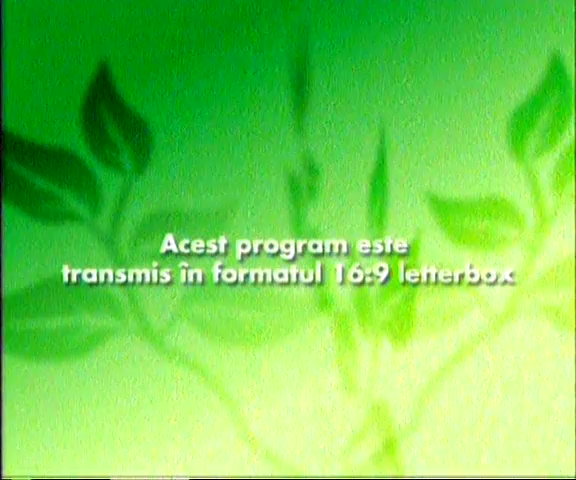 Acest program este
transmis în formatul 16:9 letterbox